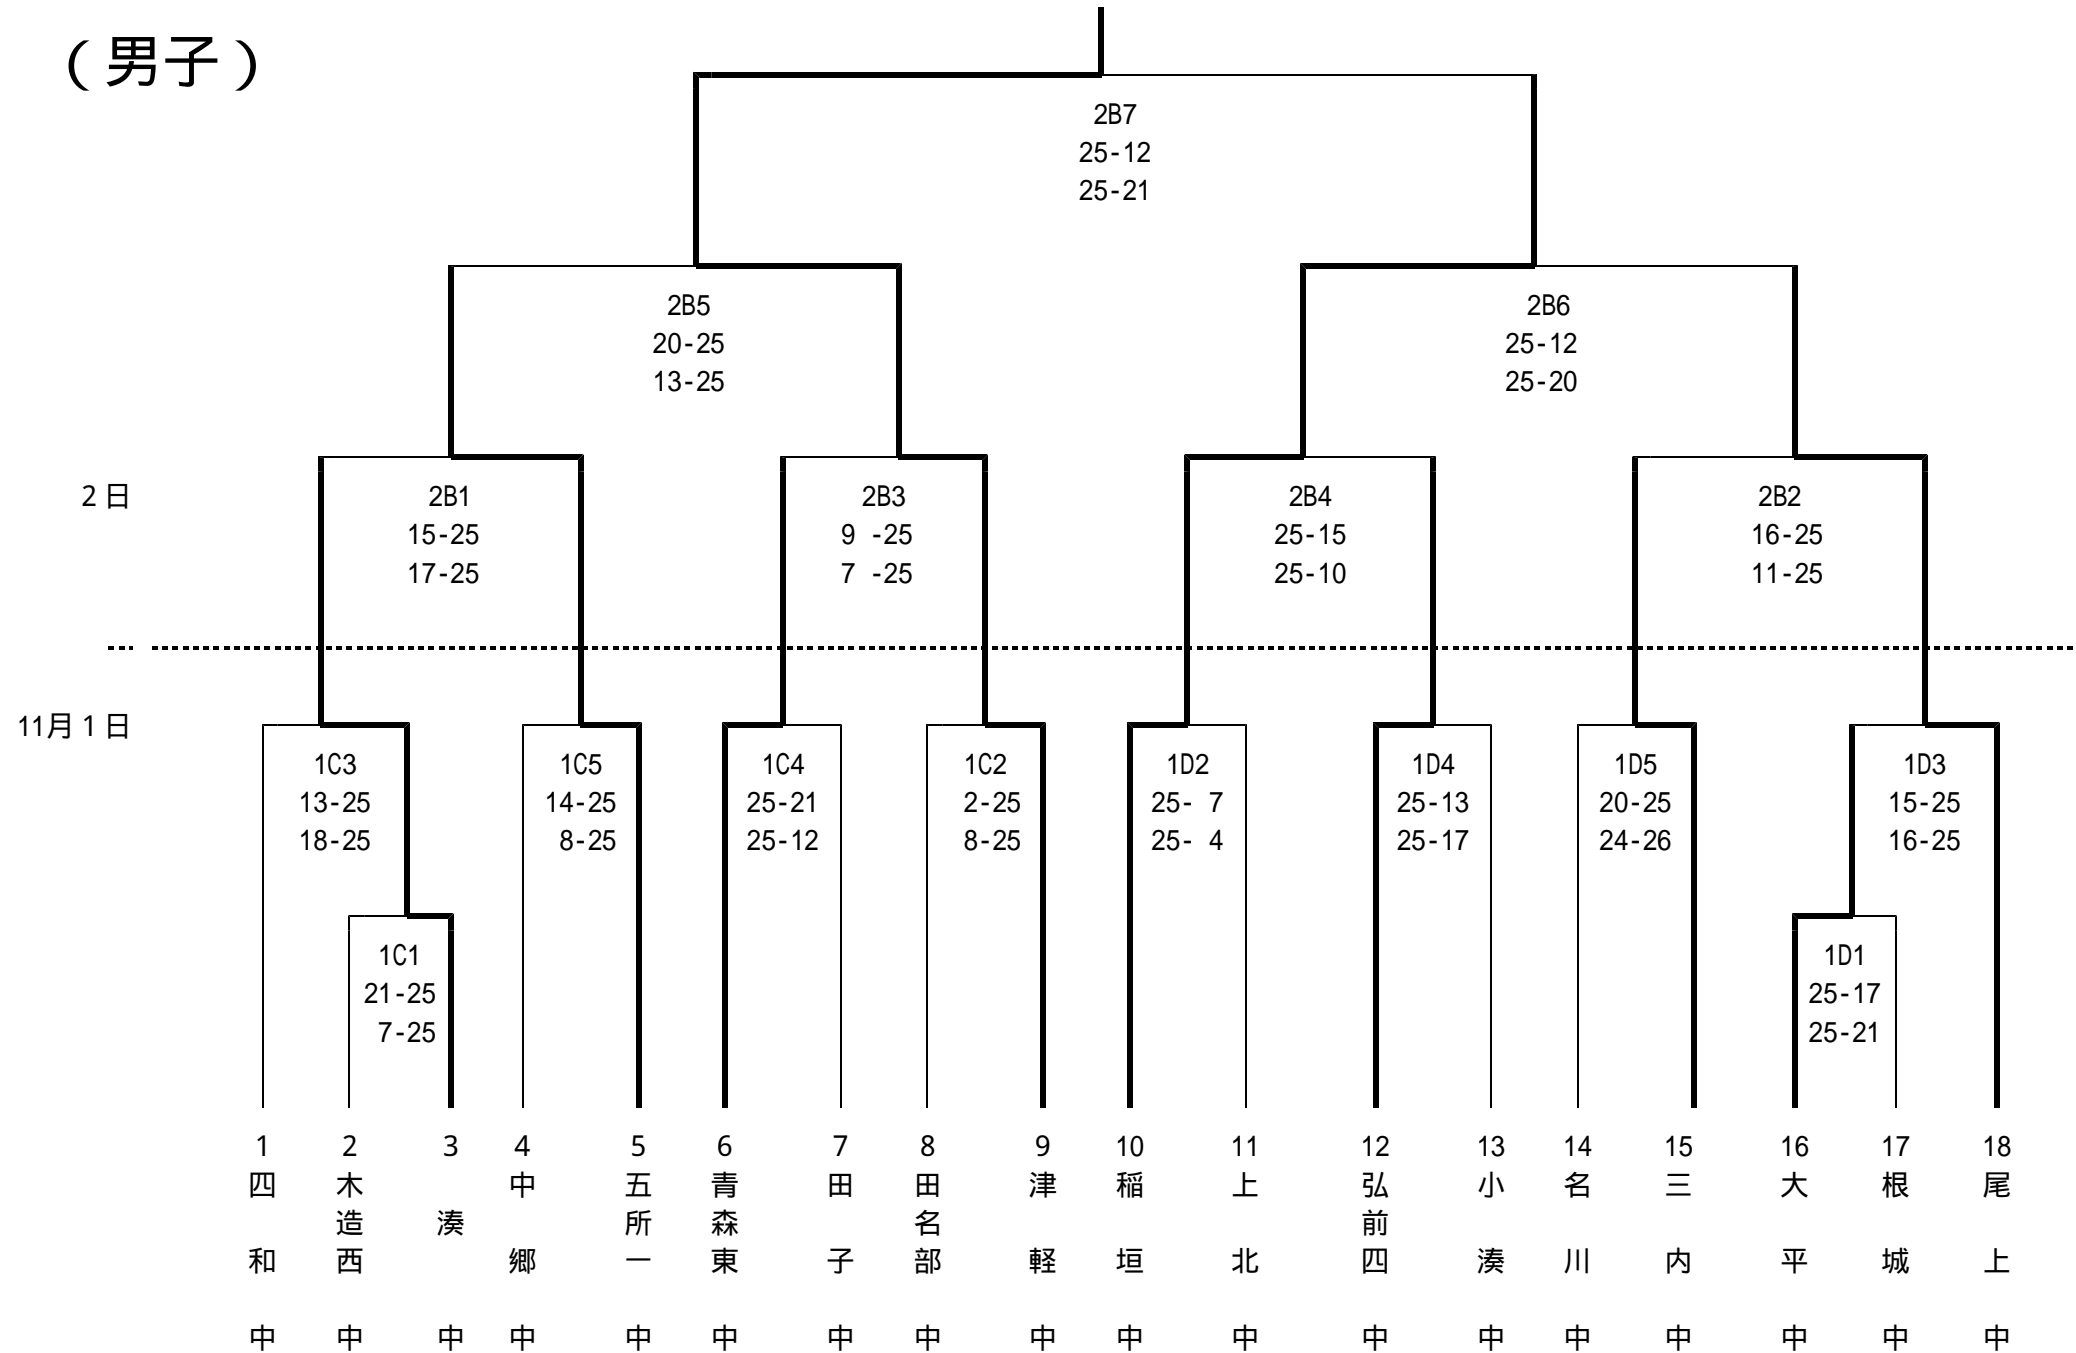 （男子）
2B7
25-12
25-21
2B5
20-25
13-25
2B6
25-12
25-20
2日
2B1
15-25
17-25
2B3
9 -25
7 -25
2B4
25-15
25-10
2B2
16-25
11-25
11月1日
1C3
13-25
18-25
1C5
14-25
8-25
1C4
25-21
25-12
1C2
2-25
8-25
1D2
25- 7
25- 4
1D4
25-13
25-17
1D5
20-25
24-26
1D3
15-25
16-25
1C1
21-25
7-25
1D1
25-17
25-21
1 四和中
2 木造西中
3 湊中
4 中郷中
5 五所一中
6 青森東中
7 田子中
8 田名部中
9 津軽中
10 稲垣中
11 上北中
12 弘前四中
13 小湊中
14 名川中
15 三内中
16 大平中
17 根城中
18 尾上中